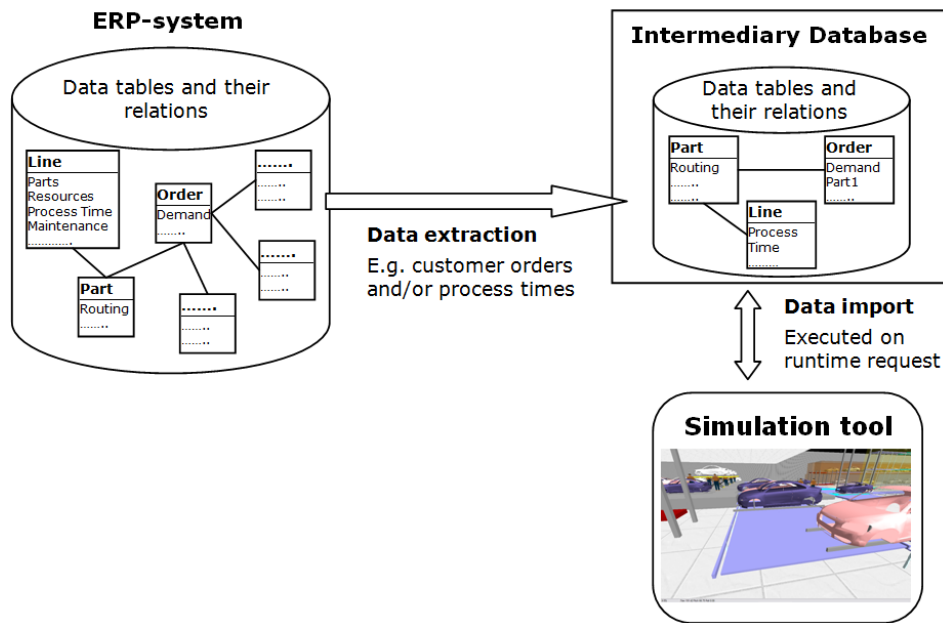 ERP-system
Data tables and their
relations
Line
Parts
Resources
Process Time
Maintenance
............
Order
Demand
......
.......
.......
.......
.......
.......
.......
Part
Routing
.......
.......
.......
.......
Data extraction
E.g. customer orders
and/or process times
Intermediary Database
Data tables and
their relations
Part
Routing
.......
.......
Order
Demand
Part1
.......
Line
Process
Time
.........
Data import
Executed on
runtime request
Simulation tool